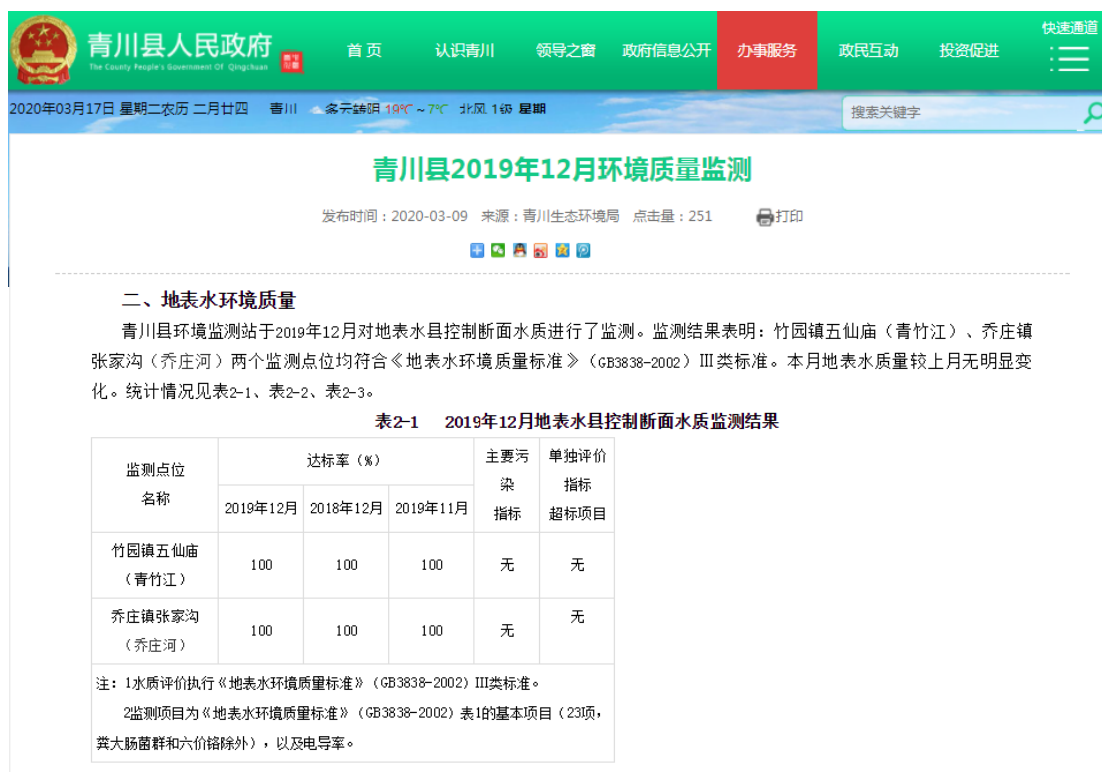 快速通道
青川县人民政府
The County People's Government Of Qingchuan
首页 认识青川 领导之窗 政府信息公开 办事服务 政民互动 投资促进
2020年03月17日 星期二农历 二月廿四 青川 多云转阴 19℃~7℃ 北风 1级 星期
搜索关键字
青川县2019年12月环境质量监测
发布时间:2020-03-09 来源:青川生态环境局 点击量:251 打印
二、地表水环境质量
青川县环境监测站于2019年12月对地表水县控制断面水质进行了监测。监测结果表明:竹园镇五仙庙(青竹江)、乔庄镇
张家沟(乔庄河)两个监测点位均符合《地表水环境质量标准》(GB3838-2002)III类标准。本月地表水质量较上月无明显变
化。统计情况见表2-1、表2-2、表2-3。
表2-1 2019年12月地表水县控制断面水质监测结果
监测点位
名称
达标率(%)
2019年12月 2018年12月 2019年11月
主要污
染
指标
单独评价
指标
超标项目
竹园镇五仙庙
(青竹江)
100 100 100 无 无
乔庄镇张家沟
(乔庄河)
100 100 100 无 无
注:1水质评价执行《地表水环境质量标准》(GB3838-2002)III类标准。
2监测项目为《地表水环境质量标准》(GB3838-2002)表1的基本项目(23项,
粪大肠菌群和六价铬除外),以及电导率。